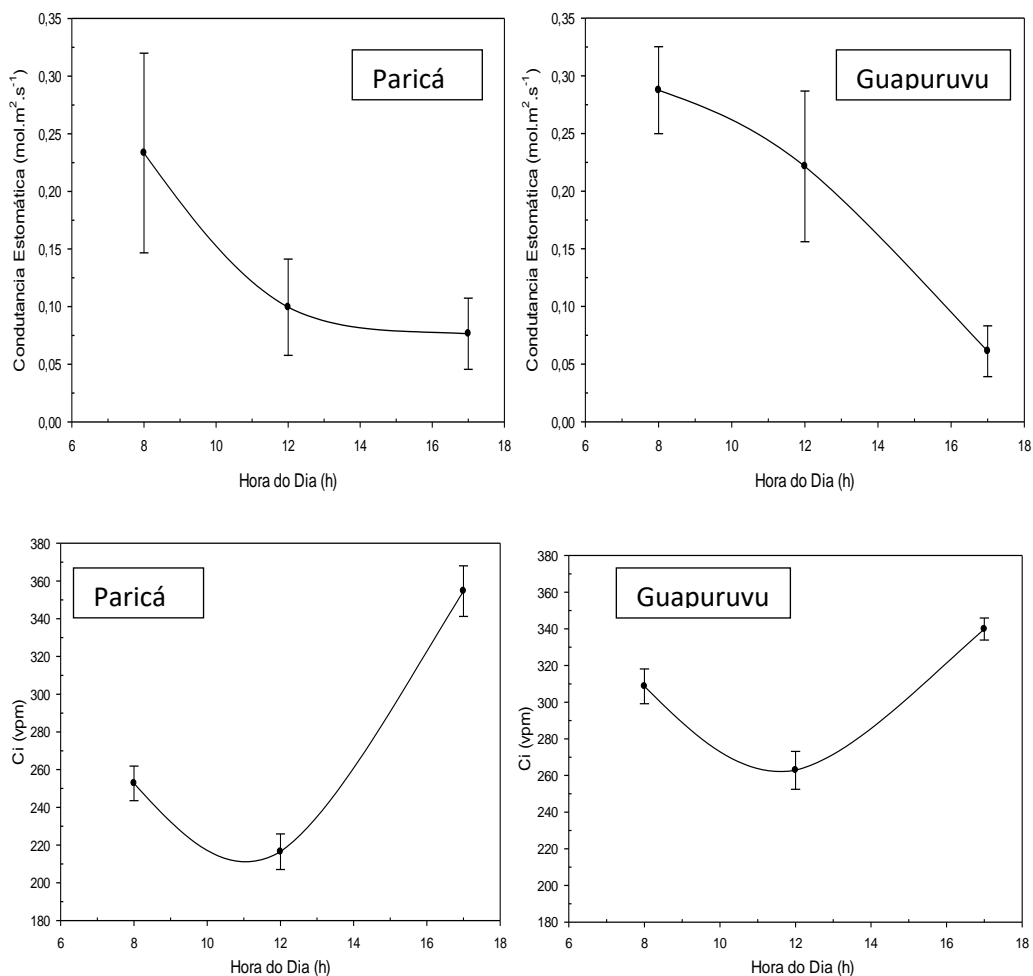 0,35
0,30
0,25
0,20
0,15
0,10
0,05
0,00
Condutancia Estomática (mol.m².s⁻¹)
Paricá
6 8 10 12 14 16 18
Hora do Dia (h)
0,35
0,30
0,25
0,20
0,15
0,10
0,05
0,00
Condutancia Estomática (mol.m².s⁻¹)
Guapuruvu
6 8 10 12 14 16 18
Hora do Dia (h)
380
360
340
320
300
280
260
240
220
200
180
Ci (vpm)
Paricá
6 8 10 12 14 16 18
Hora do Dia (h)
380
360
340
320
300
280
260
240
220
200
180
Ci (vpm)
Guapuruvu
6 8 10 12 14 16 18
Hora do Dia (h)